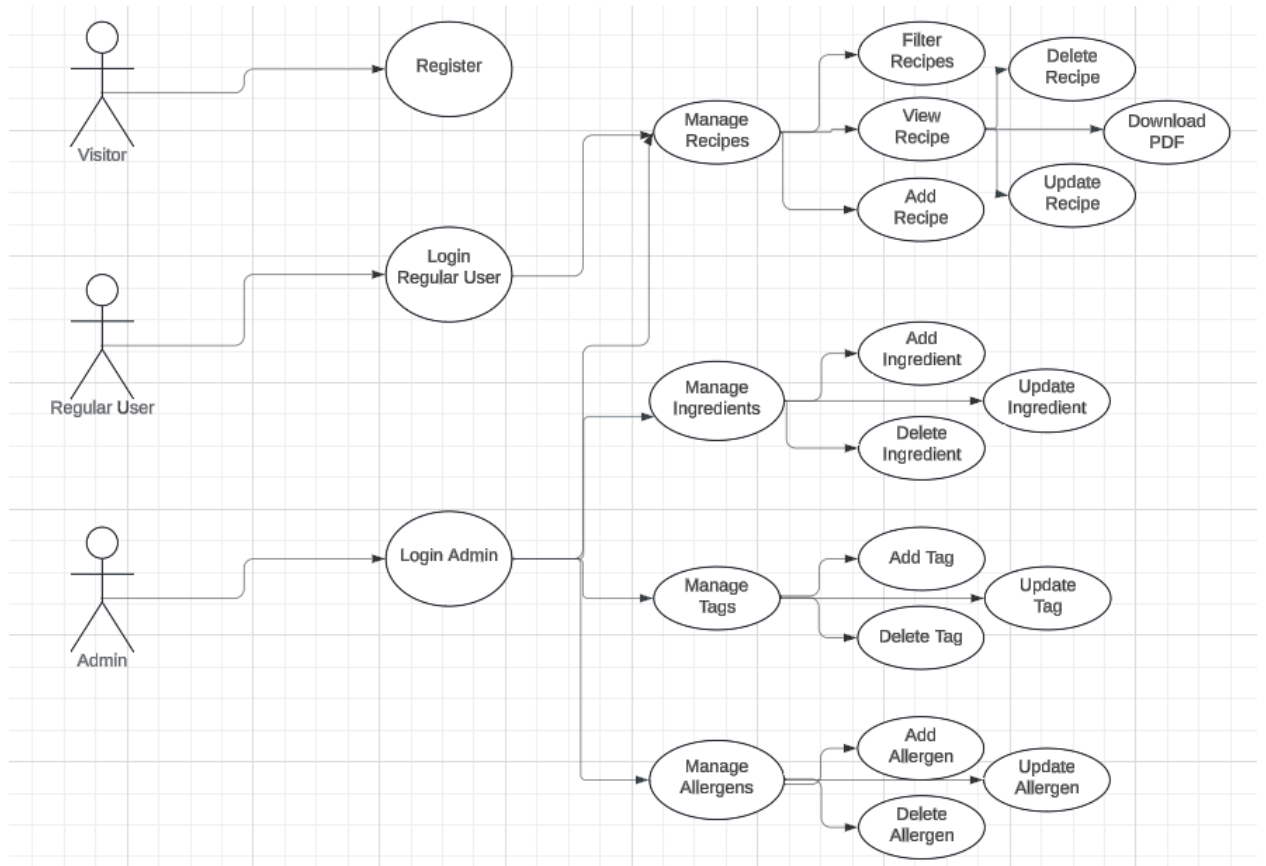 Visitor
Register
Manage
Recipes
Filter
Recipes
View
Recipe
Add
Recipe
Delete
Recipe
Download
PDF
Update
Recipe
Regular User
Login
Regular User
Manage
Ingredients
Add
Ingredient
Update
Ingredient
Delete
Ingredient
Admin
Login Admin
Manage
Tags
Add Tag
Update
Tag
Delete Tag
Manage
Allergens
Add
Allergen
Update
Allergen
Delete
Allergen